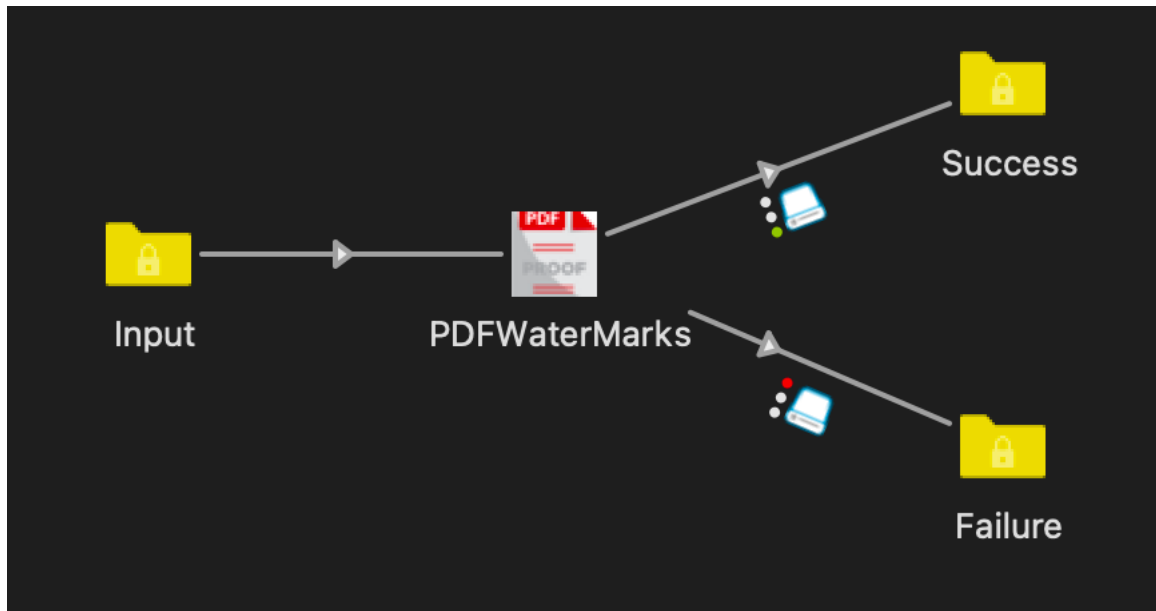 Success
PDF
PROOF
Input
PDFWaterMarks
Failure